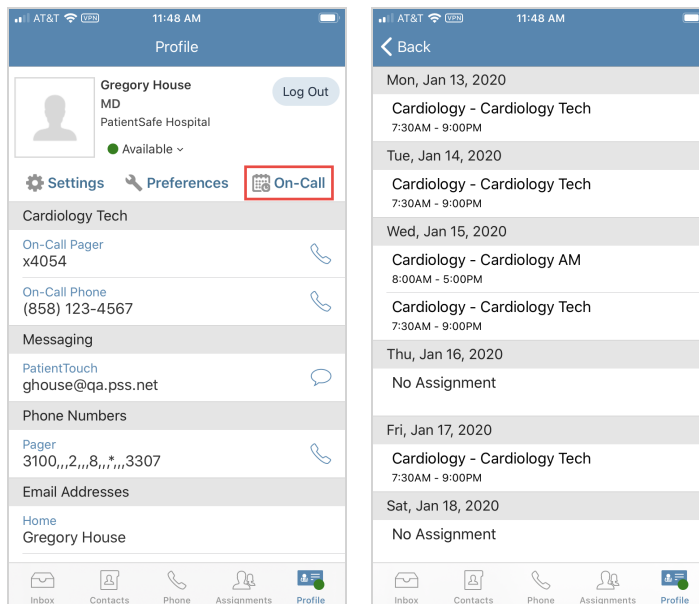 AT&T VPN 11:48 AM
Profile
Gregory House
MD
PatientSafe Hospital
Available
Log Out
Settings Preferences On-Call
Cardiology Tech
On-Call Pager
x4054
On-Call Phone
(858) 123-4567
Messaging
PatientTouch
ghouse@qa.pss.net
Phone Numbers
Pager
3100,,,2,,,8,,,*,,,3307
Email Addresses
Home
Gregory House
Inbox Contacts Phone Assignments Profile
AT&T VPN 11:48 AM
Back
Mon, Jan 13, 2020
Cardiology - Cardiology Tech
7:30AM - 9:00PM
Tue, Jan 14, 2020
Cardiology - Cardiology Tech
7:30AM - 9:00PM
Wed, Jan 15, 2020
Cardiology - Cardiology AM
8:00AM - 5:00PM
Cardiology - Cardiology Tech
7:30AM - 9:00PM
Thu, Jan 16, 2020
No Assignment
Fri, Jan 17, 2020
Cardiology - Cardiology Tech
7:30AM - 9:00PM
Sat, Jan 18, 2020
No Assignment
Inbox Contacts Phone Assignments Profile